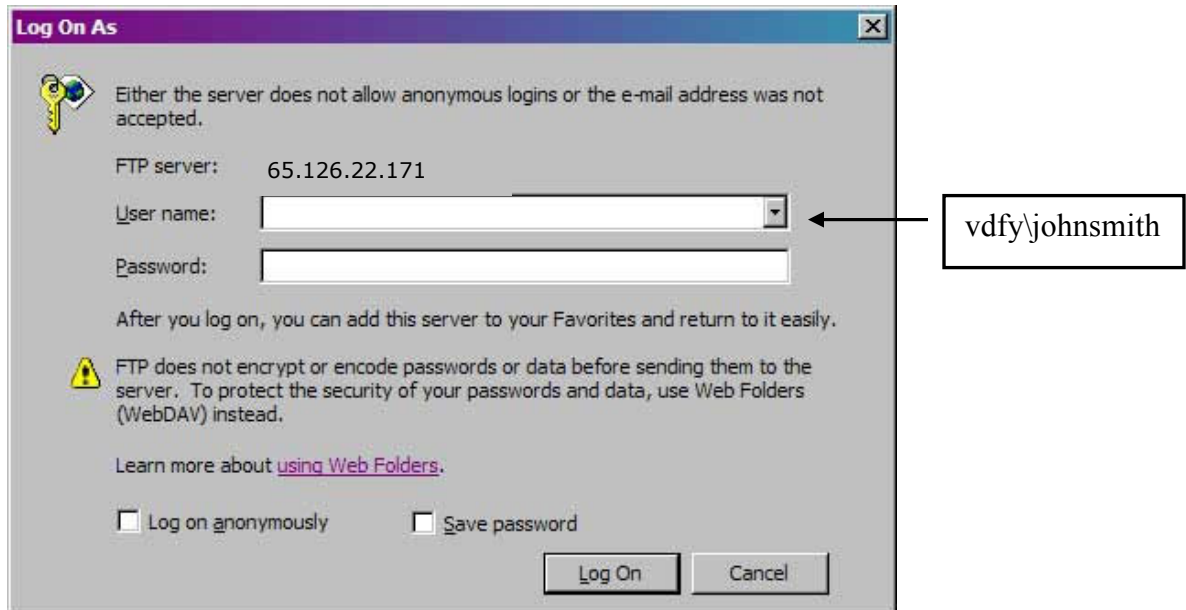 Log On As
Either the server does not allow anonymous logins or the e-mail address was not
accepted.
FTP server: 65.126.22.171
User name:
vdfy\johnsmith
Password:
After you log on, you can add this server to your Favorites and return to it easily.
FTP does not encrypt or encode passwords or data before sending them to the
server. To protect the security of your passwords and data, use Web Folders
(WebDAV) instead.
Learn more about using Web Folders.
Log on anonymously Save password
Log On Cancel